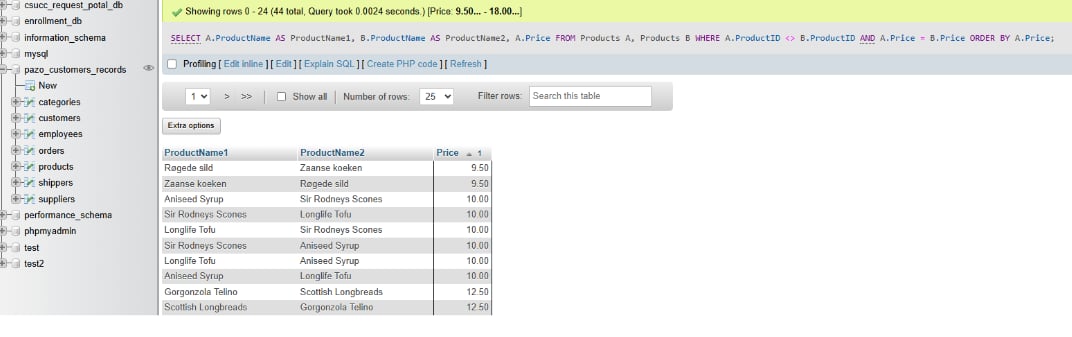 csucc_request_potal_db
enrollment_db
information_schema
mysql
pazo_customers_records
New
categories
customers
employees
orders
products
shippers
suppliers
performance_schema
phpmyadmin
test
test2
Showing rows 0 - 24 (44 total, Query took 0.0024 seconds.) [Price: 9.50... - 18.00...]
SELECT A.ProductName AS ProductName1, B.ProductName AS ProductName2, A.Price FROM Products A, Products B WHERE A.ProductID <> B.ProductID AND A.Price = B.Price ORDER BY A.Price;
Profiling [ Edit inline ] [ Edit ] [ Explain SQL ] [ Create PHP code ] [ Refresh ]
1 > >> Show all Number of rows: 25 Filter rows: Search this table
Extra options
ProductName1 ProductName2 Price 1
Røgede sild Zaanse koeken 9.50
Zaanse koeken Røgede sild 9.50
Aniseed Syrup Sir Rodneys Scones 10.00
Sir Rodneys Scones Longlife Tofu 10.00
Longlife Tofu Sir Rodneys Scones 10.00
Sir Rodneys Scones Aniseed Syrup 10.00
Longlife Tofu Aniseed Syrup 10.00
Aniseed Syrup Longlife Tofu 10.00
Gorgonzola Telino Scottish Longbreads 12.50
Scottish Longbreads Gorgonzola Telino 12.50